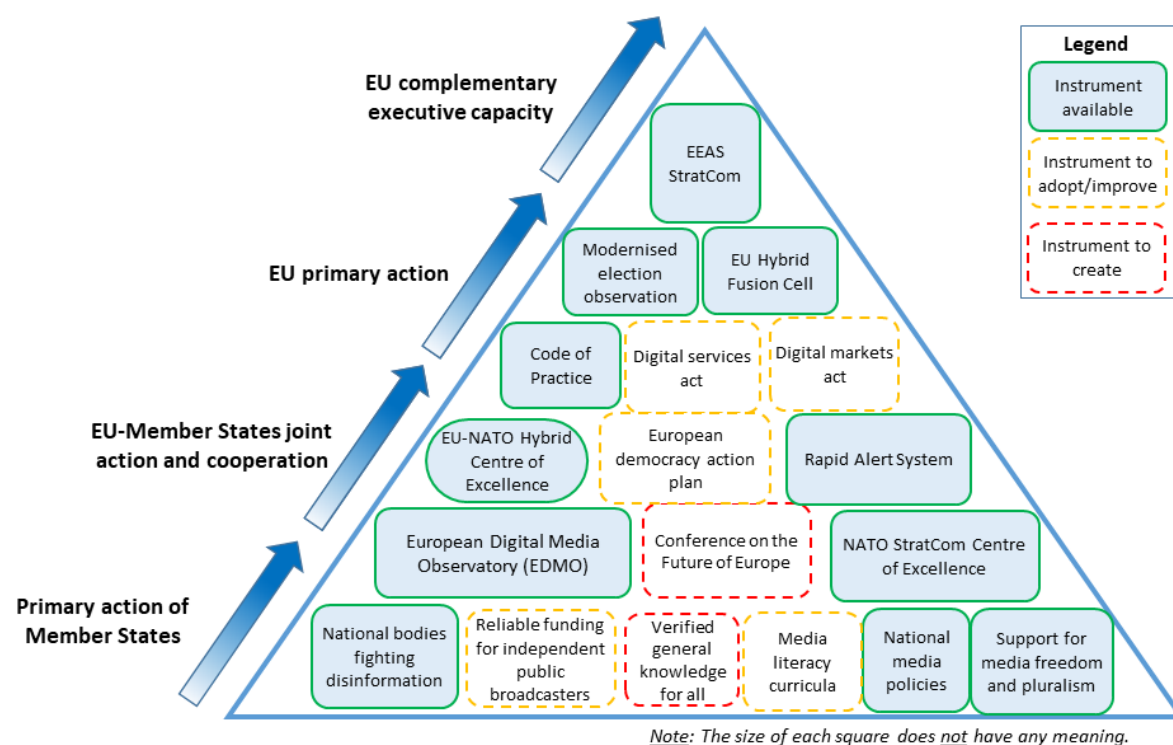 EU complementary
executive capacity
EU primary action
EU-Member States joint
action and cooperation
Primary action of
Member States
EEAS
StratCom
Modernised
election
observation
EU Hybrid
Fusion Cell
Code of
Practice
Digital services
act
Digital markets
act
EU-NATO Hybrid
Centre of
Excellence
European
democracy action
plan
Rapid Alert System
European Digital Media
Observatory (EDMO)
Conference on the
Future of Europe
NATO StratCom Centre
of Excellence
National bodies
fighting
disinformation
Reliable funding
for independent
public
broadcasters
Verified
general
knowledge
for all
Media
literacy
curricula
National
media
policies
Support for
media freedom
and pluralism
Legend
Instrument
available
Instrument to
adopt/improve
Instrument to
create
Note: The size of each square does not have any meaning.